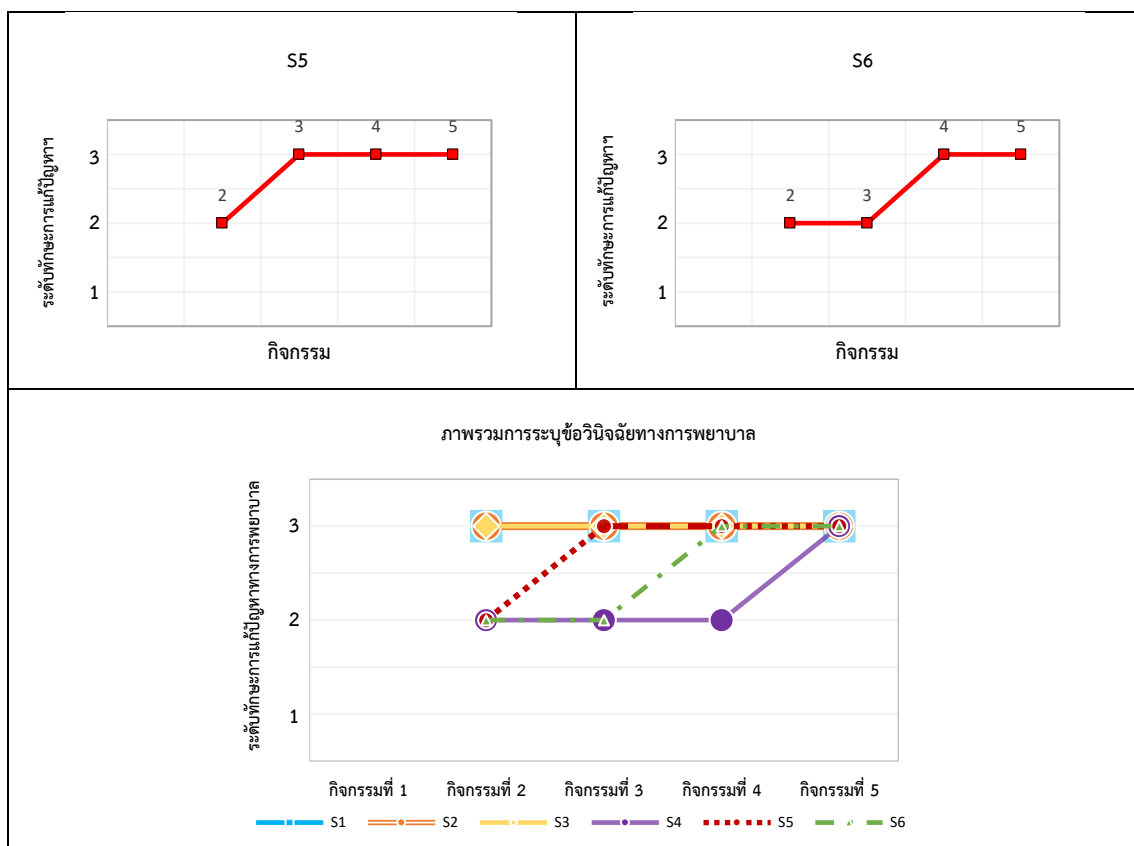 S5
3 4 5
3
2
2
1
ระดับทักษะการแก้ปัญหาฯ
กิจกรรม
S6
4 5
3
2 3
2
1
ระดับทักษะการแก้ปัญหาฯ
กิจกรรม
ภาพรวมการระบุข้อวินิจฉัยทางการพยาบาล
ระดับทักษะการแก้ปัญหาทางการพยาบาล
3
2
1
กิจกรรมที่ 1 กิจกรรมที่ 2 กิจกรรมที่ 3 กิจกรรมที่ 4 กิจกรรมที่ 5
S1 S2 S3 S4 S5 S6